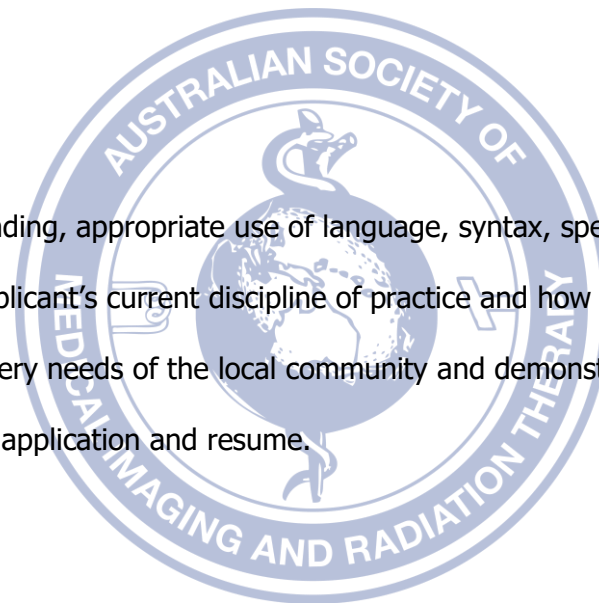 AUSTRALIAN SOCIETY OF
nding, appropriate use of language, syntax, spe
plicant's current discipline of practice and how
ery needs of the local community and demonst
application and resume.
MEDICAL IMAGING AND RADIATION THERAPY